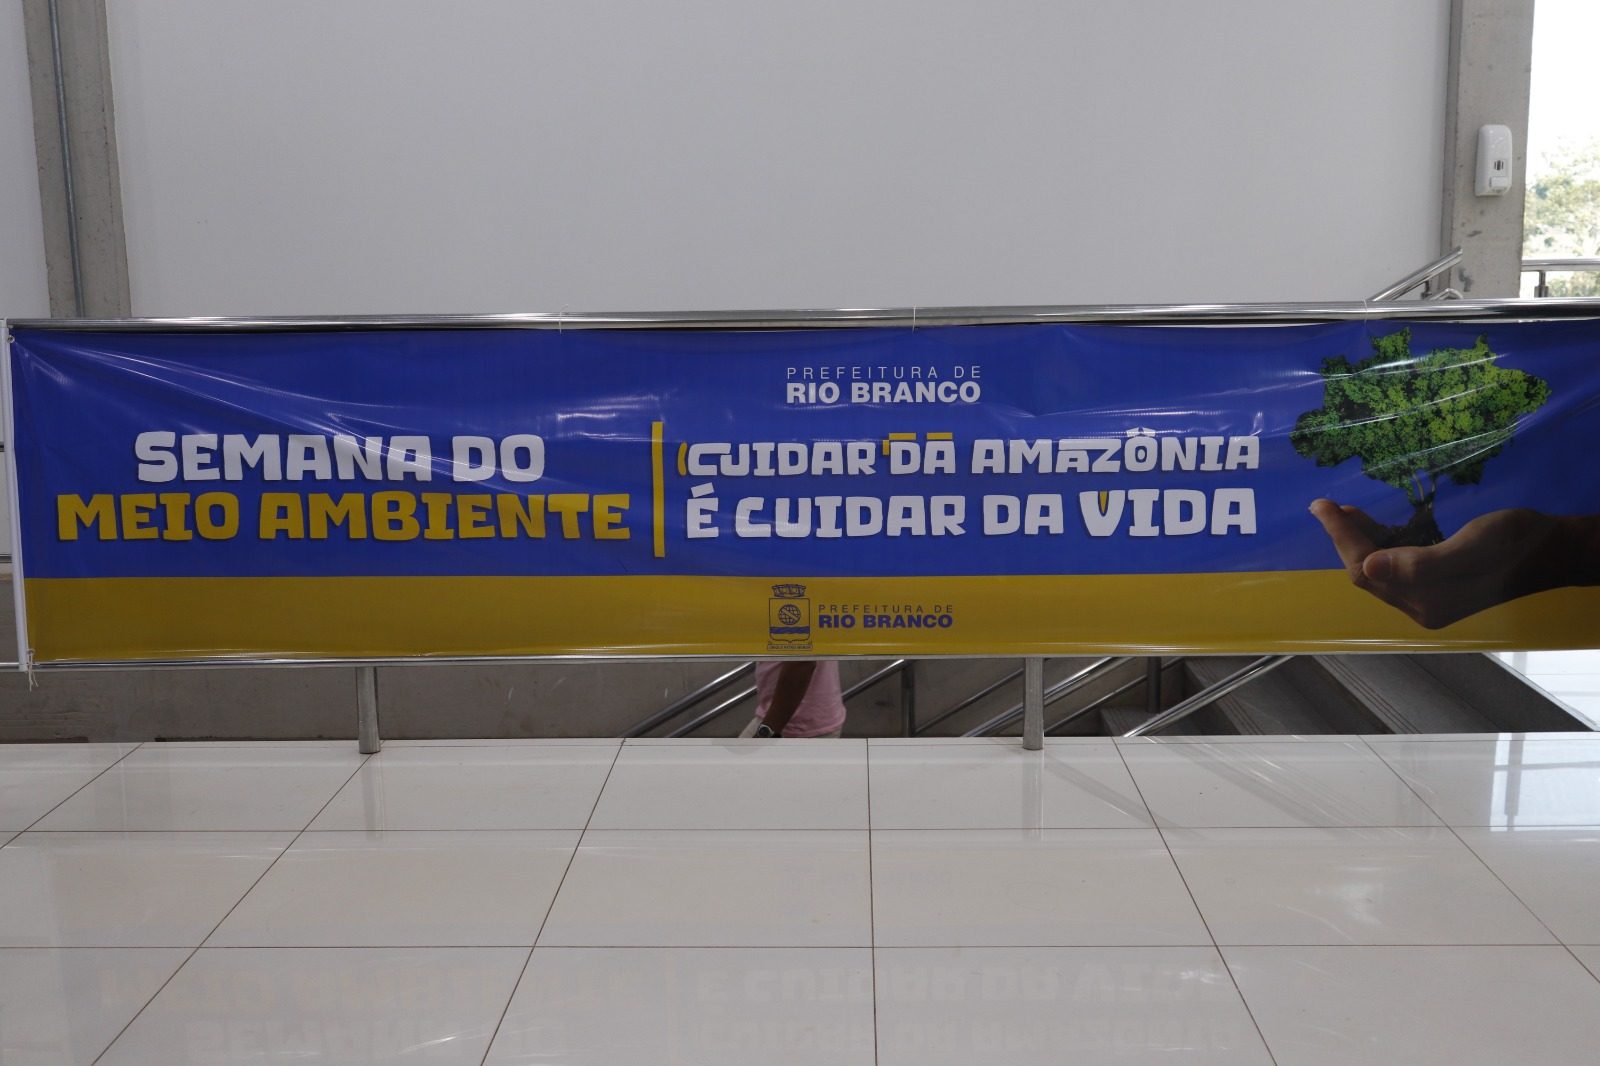 PREFEITURA DE
RIO BRANCO
SEMANA DO
MEIO AMBIENTE
CUIDAR DA AMAZÔNIA
É CUIDAR DA VIDA
PREFEITURA DE
RIO BRANCO